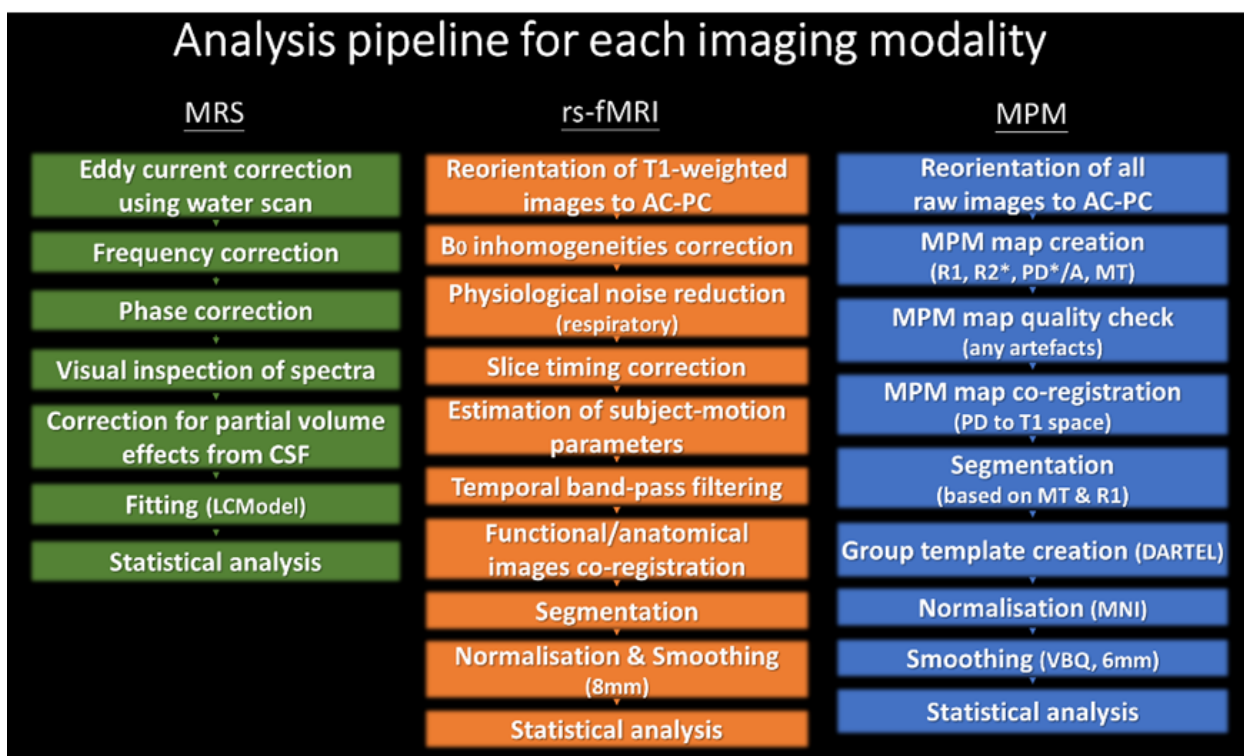 Analysis pipeline for each imaging modality
MRS
Eddy current correction
using water scan
Frequency correction
Phase correction
Visual inspection of spectra
Correction for partial volume
effects from CSF
Fitting (LCModel)
Statistical analysis
rs-fMRI
Reorientation of T1-weighted
images to AC-PC
B0 inhomogeneities correction
Physiological noise reduction
(respiratory)
Slice timing correction
Estimation of subject-motion
parameters
Temporal band-pass filtering
Functional/anatomical
images co-registration
Segmentation
Normalisation & Smoothing
(8mm)
Statistical analysis
MPM
Reorientation of all
raw images to AC-PC
MPM map creation
(R1, R2*, PD*/A, MT)
MPM map quality check
(any artefacts)
MPM map co-registration
(PD to T1 space)
Segmentation
(based on MT & R1)
Group template creation (DARTEL)
Normalisation (MNI)
Smoothing (VBQ, 6mm)
Statistical analysis